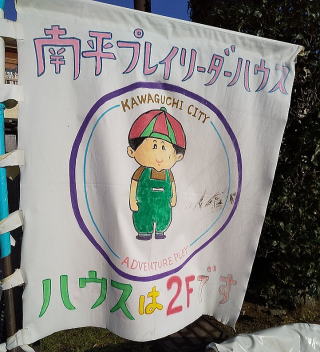 南平プレイリーダーハウス
KAWAGUCHI CITY
ADVENTURE PLAY
ハウスは2Fです